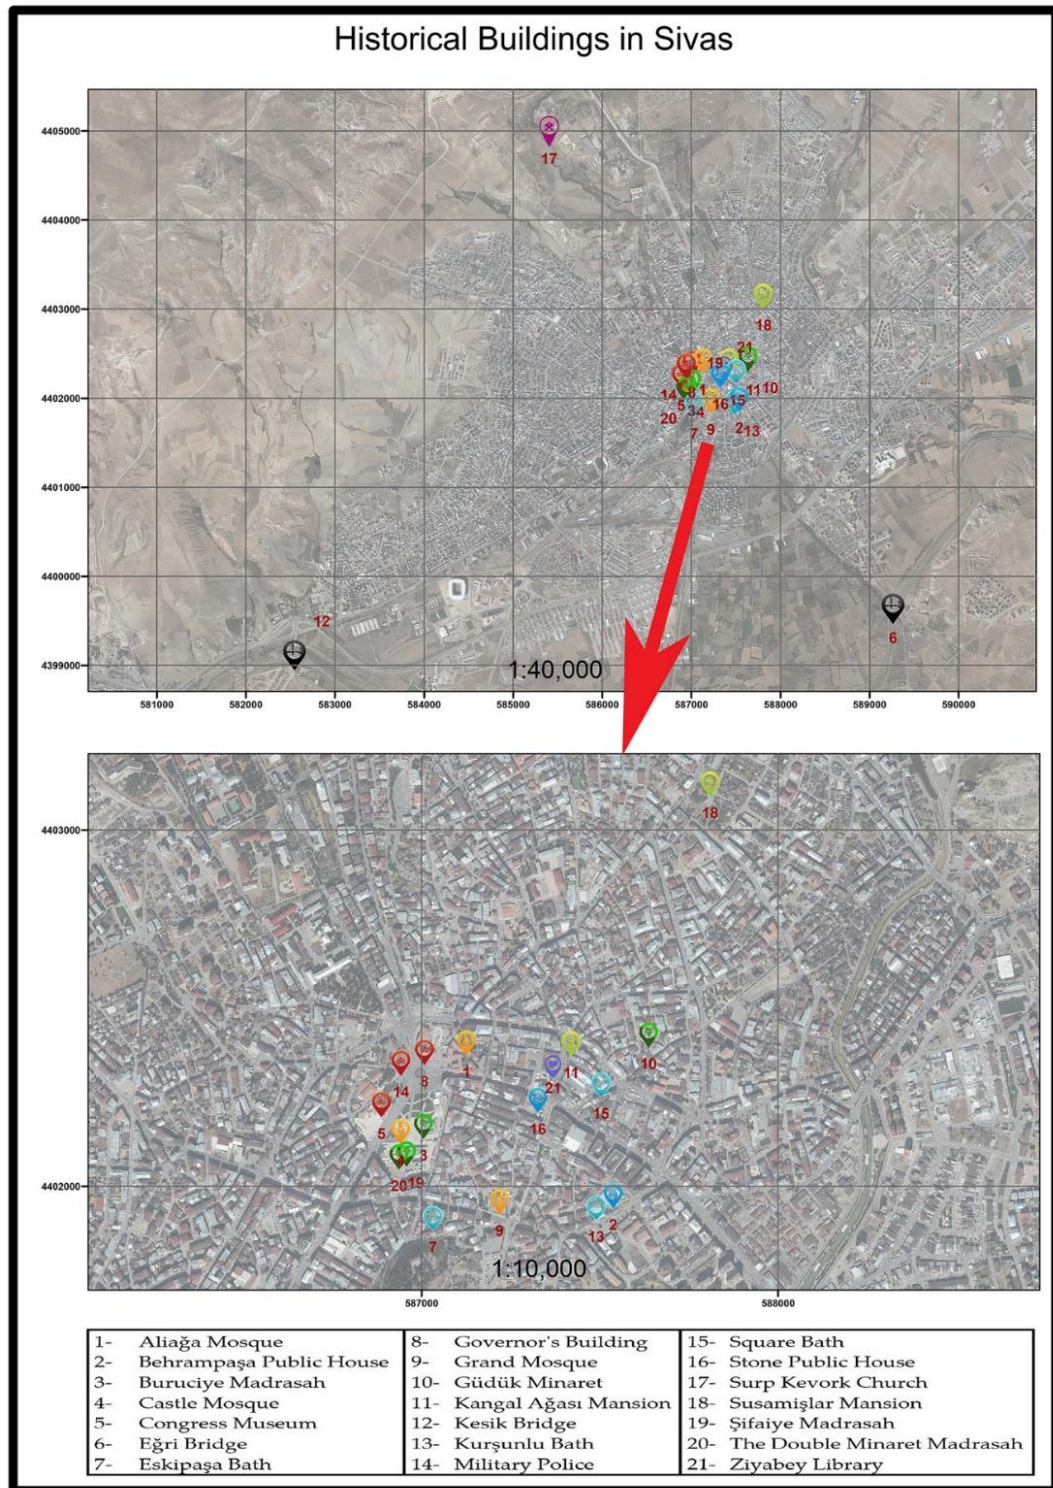 Historical Buildings in Sivas
4405000
17
4404000
4403000
18
21
19
14 8 1 11 10
4402000
5 3 4 16 15
20
7 9 2 13
4401000
4400000
12
6
4399000
1:40,000
581000 582000 583000 584000 585000 586000 587000 588000 589000 590000
18
4403000
14 8 1 21 11 10
15
5 16
3
20 19
4402000
7 9 13 2
1:10,000
587000 588000
1- Aliağa Mosque
2- Behrampaşa Public House
3- Buruciye Madrasah
4- Castle Mosque
5- Congress Museum
6- Eğri Bridge
7- Eskipaşa Bath
8- Governor's Building
9- Grand Mosque
10- Güdük Minaret
11- Kangal Ağası Mansion
12- Kesik Bridge
13- Kurşunlu Bath
14- Military Police
15- Square Bath
16- Stone Public House
17- Surp Kevork Church
18- Susamişlar Mansion
19- Şifaiye Madrasah
20- The Double Minaret Madrasah
21- Ziyabey Library